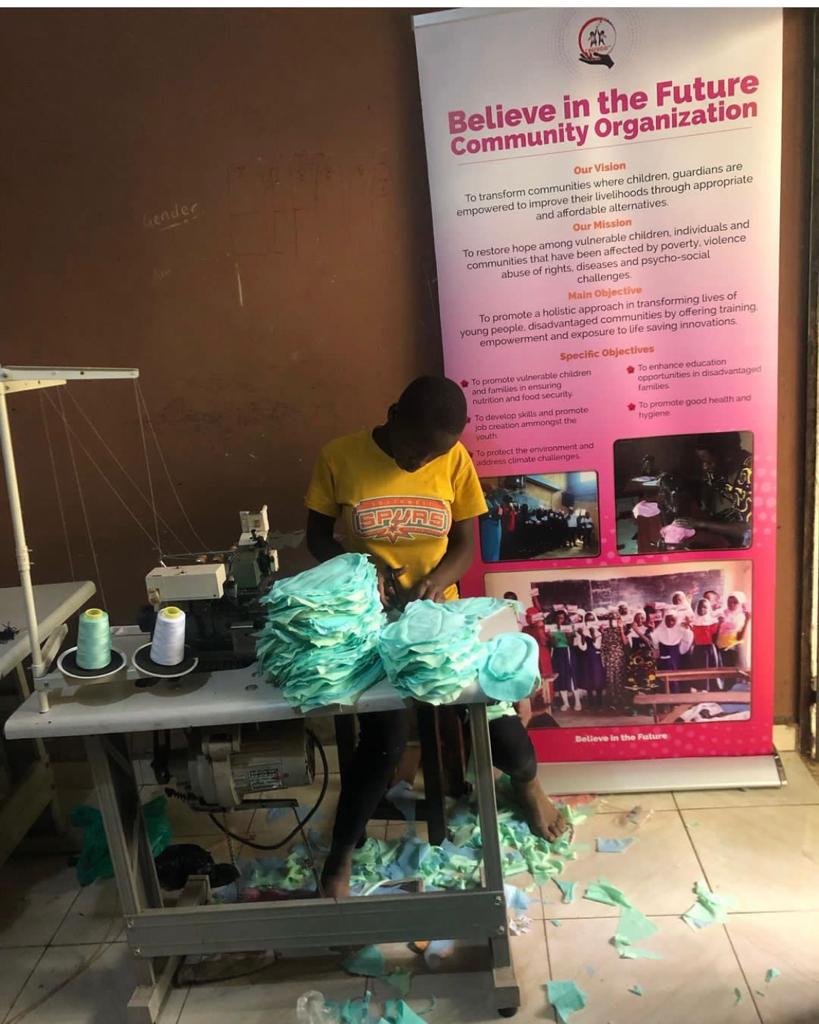 Believe in the Future
Community Organization
Our Vision
To transform communities where children, guardians are
empowered to improve their livelihoods through appropriate
and affordable alternatives.
Our Mission
To restore hope among vulnerable children, individuals and
communities that have been affected by poverty, violence
abuse of rights, diseases and psycho-social
challenges.
Main Objective
To promote a holistic approach in transforming lives of
young people, disadvantaged communities by offering training,
empowerment and exposure to life saving innovations.
Specific Objectives
To promote vulnerable children
and families in ensuring
nutrition and food security.
To develop skills and promote
job creation ammongst the
youth.
To protect the environment and
address climate challenges.
To enhance education
opportunities in disadvantaged
families.
To promote good health and
hygiene.
Believe in the Future
Gender
SPURS